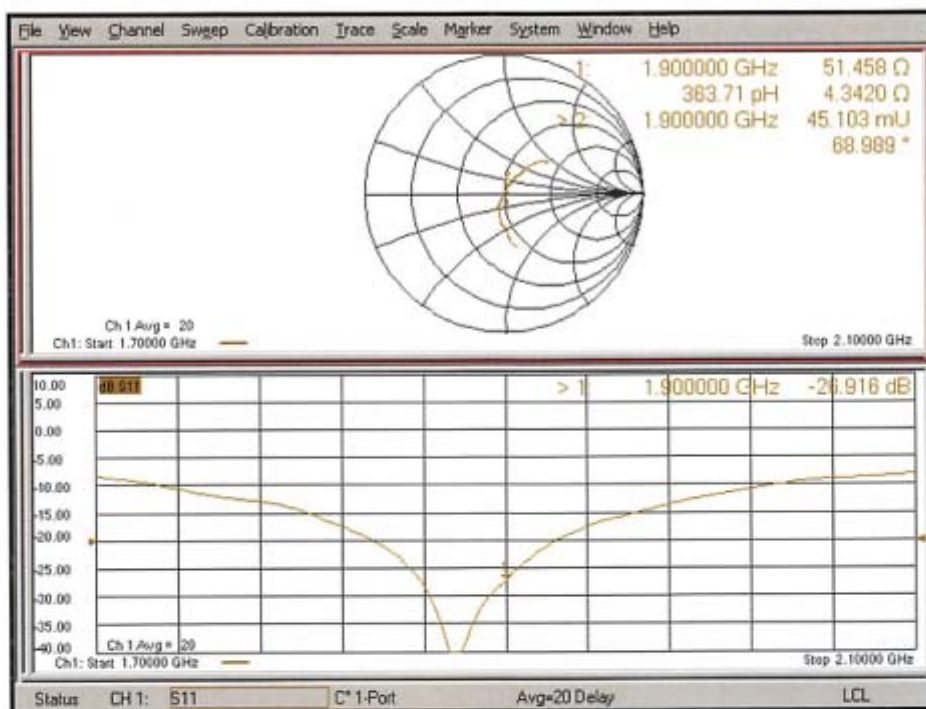 File View Channel Sweep Calibration Trace Scale Marker System Window Help
1: 1.900000 GHz 51.458 Ω
363.71 pH 4.3420 Ω
> 2: 1.900000 GHz 45.103 mU
68.989 °
Ch 1 Avg = 20
Ch1: Start 1.70000 GHz
Stop 2.10000 GHz
10.00
dB S11
> 1: 1.900000 GHz -26.916 dB
5.00
0.00
-5.00
-10.00
-15.00
-20.00
-25.00
1
-30.00
-35.00
-40.00
Ch 1 Avg = 20
Ch1: Start 1.70000 GHz
Stop 2.10000 GHz
Status CH 1: S11 C* 1-Port Avg=20 Delay LCL